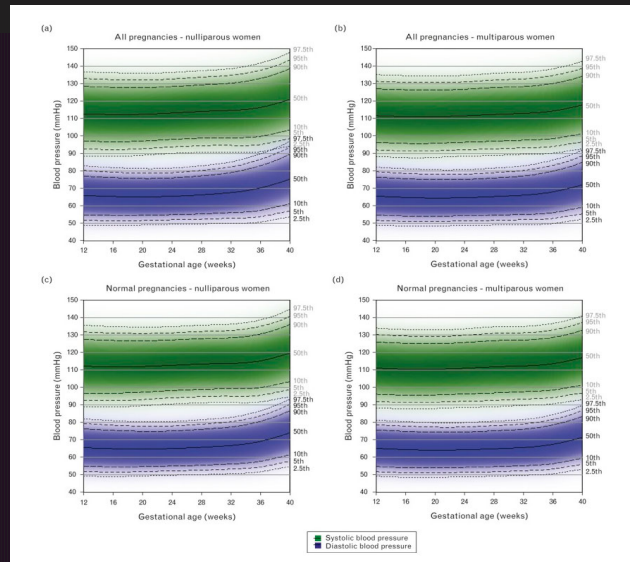 (a)
All pregnancies - nulliparous women
150
140
130
120
110
100
90
80
70
60
50
40
Blood pressure (mmHg)
97.5th
95th
90th
50th
10th
5th
2.5th
97.5th
95th
90th
50th
10th
5th
2.5th
12 16 20 24 28 32 36 40
Gestational age (weeks)
(b)
All pregnancies - multiparous women
150
140
130
120
110
100
90
80
70
60
50
40
Blood pressure (mmHg)
97.5th
95th
90th
50th
10th
5th
2.5th
97.5th
95th
90th
50th
10th
5th
2.5th
12 16 20 24 28 32 36 40
Gestational age (weeks)
(c)
Normal pregnancies - nulliparous women
150
140
130
120
110
100
90
80
70
60
50
40
Blood pressure (mmHg)
97.5th
95th
90th
50th
10th
5th
2.5th
97.5th
95th
90th
50th
10th
5th
2.5th
12 16 20 24 28 32 36 40
Gestational age (weeks)
(d)
Normal pregnancies - multiparous women
150
140
130
120
110
100
90
80
70
60
50
40
Blood pressure (mmHg)
97.5th
95th
90th
50th
10th
5th
2.5th
97.5th
95th
90th
50th
10th
5th
2.5th
12 16 20 24 28 32 36 40
Gestational age (weeks)
Systolic blood pressure
Diastolic blood pressure